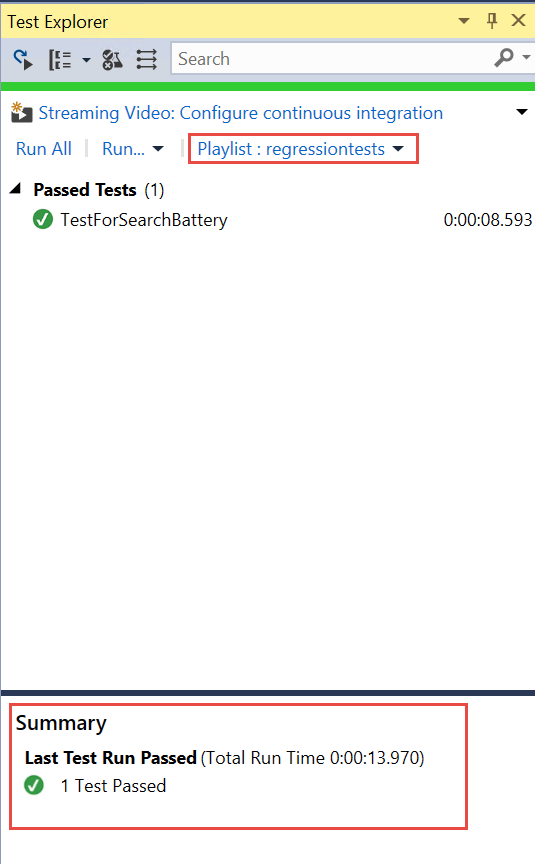 Test Explorer
Search
Streaming Video: Configure continuous integration
Run All Run... Playlist : regressiontests
Passed Tests (1)
TestForSearchBattery 0:00:08.593
Summary
Last Test Run Passed (Total Run Time 0:00:13.970)
1 Test Passed